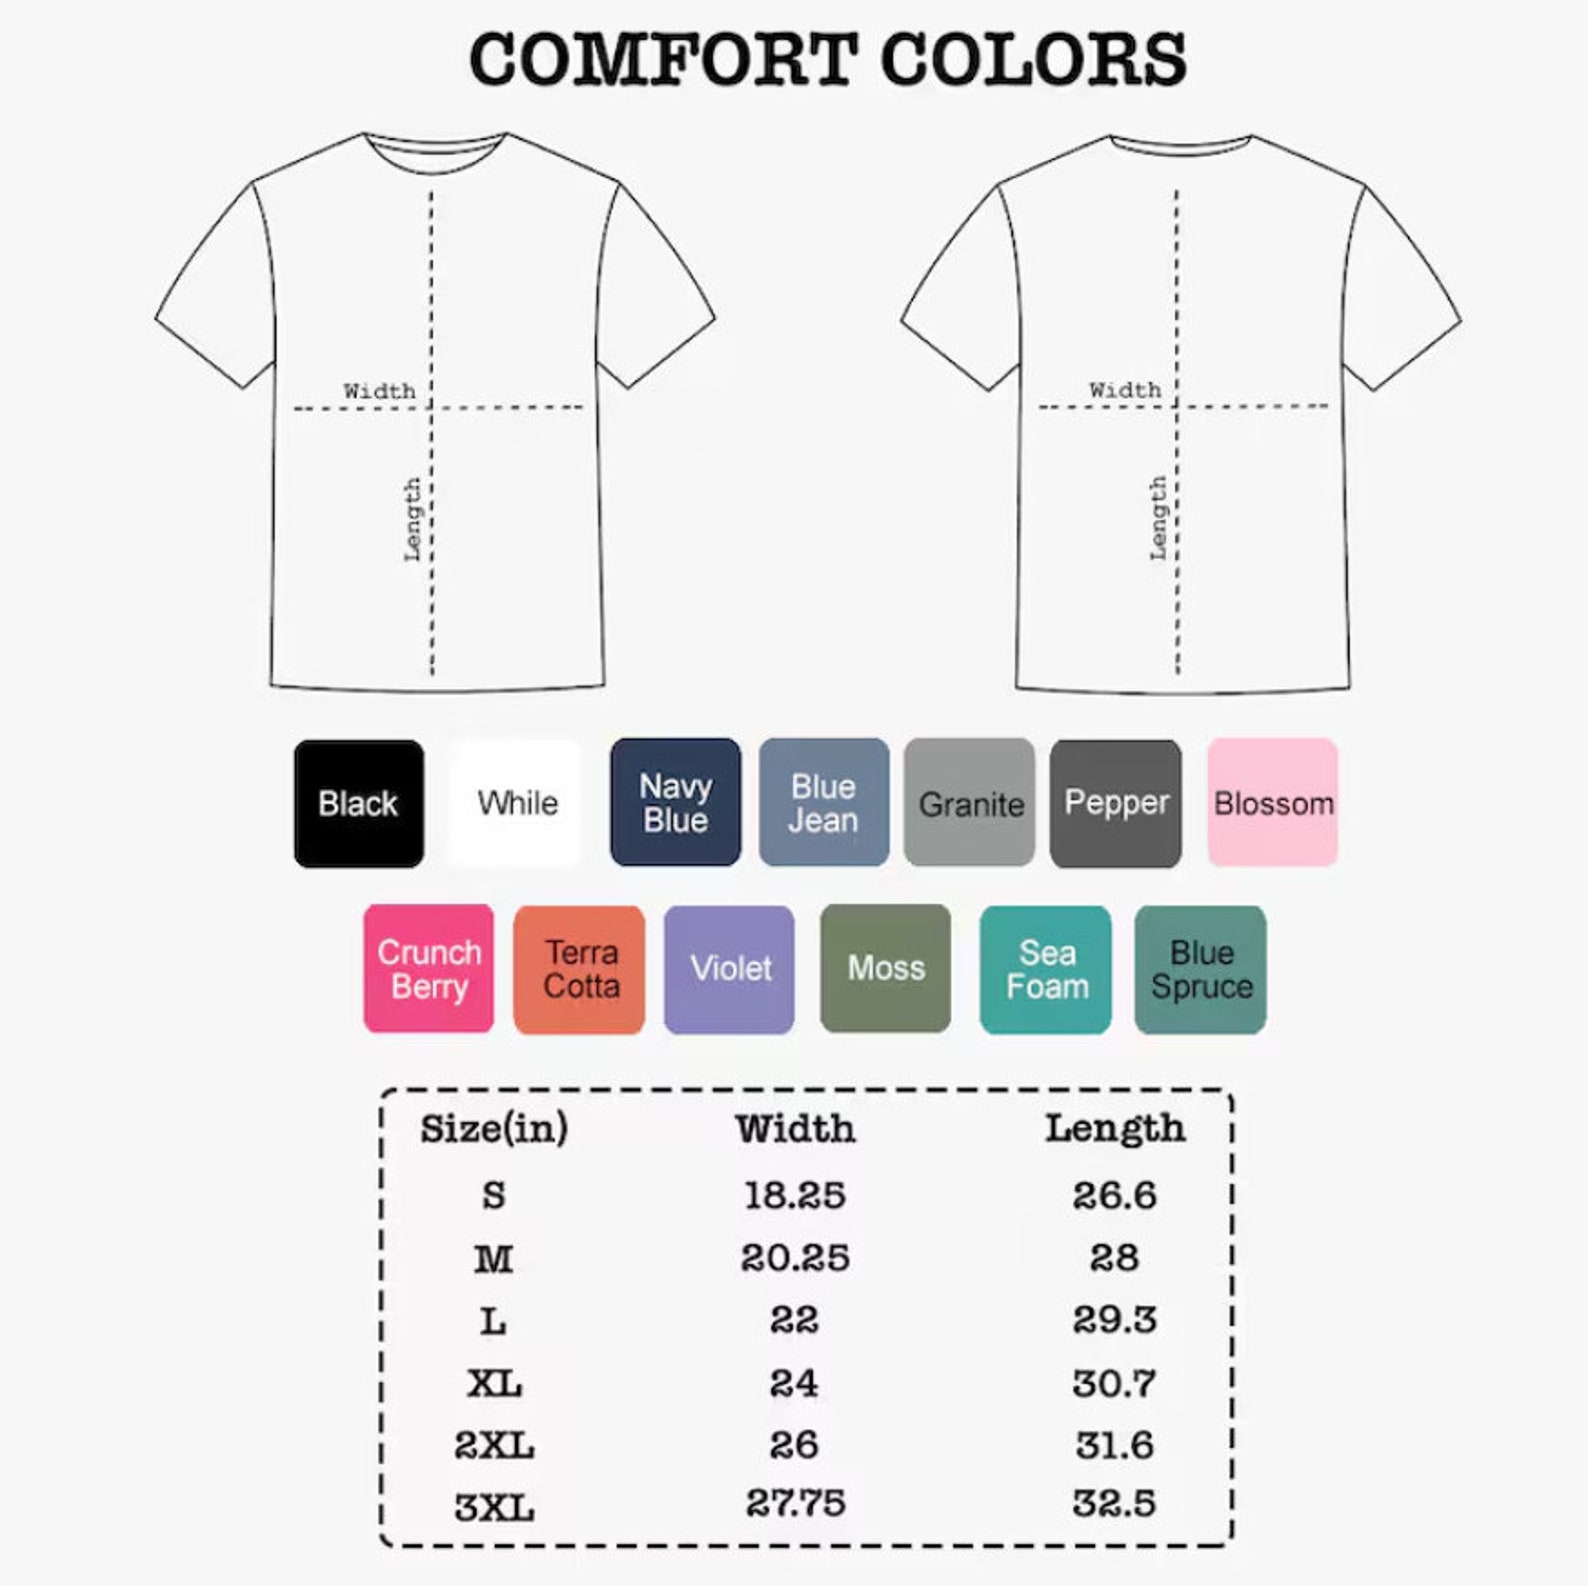 COMFORT COLORS
Width
Length
Width
Length
Black
While
Navy
Blue
Blue
Jean
Granite
Pepper
Blossom
Crunch
Berry
Terra
Cotta
Violet
Moss
Sea
Foam
Blue
Spruce
Size(in) Width Length
S 18.25 26.6
M 20.25 28
L 22 29.3
XL 24 30.7
2XL 26 31.6
3XL 27.75 32.5